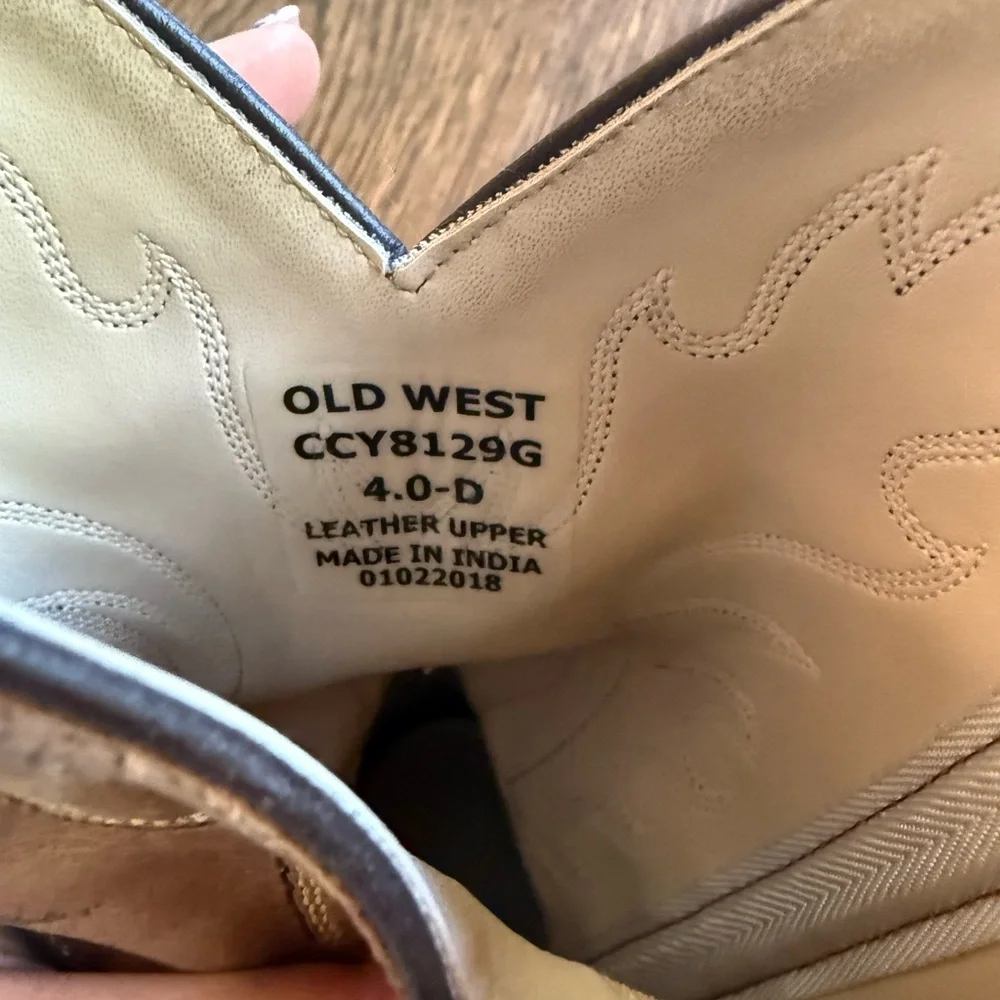 OLD WEST
CCY8129G
4.0-D
LEATHER UPPER
MADE IN INDIA
01022018